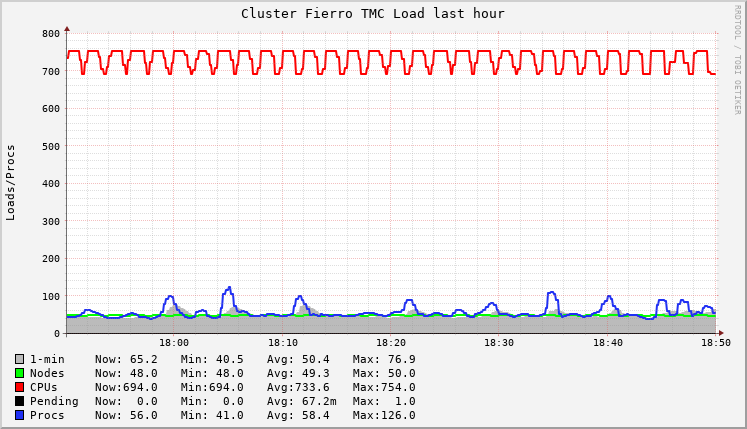 Cluster Fierro TMC Load last hour
RRDTOOL / TOBI OETIKER
Loads/Procs
800
700
600
500
400
300
200
100
0
18:00 18:10 18:20 18:30 18:40 18:50
1-min Now: 65.2 Min: 40.5 Avg: 50.4 Max: 76.9
Nodes Now: 48.0 Min: 48.0 Avg: 49.3 Max: 50.0
CPUs Now:694.0 Min:694.0 Avg:733.6 Max:754.0
Pending Now: 0.0 Min: 0.0 Avg: 67.2m Max: 1.0
Procs Now: 56.0 Min: 41.0 Avg: 58.4 Max:126.0